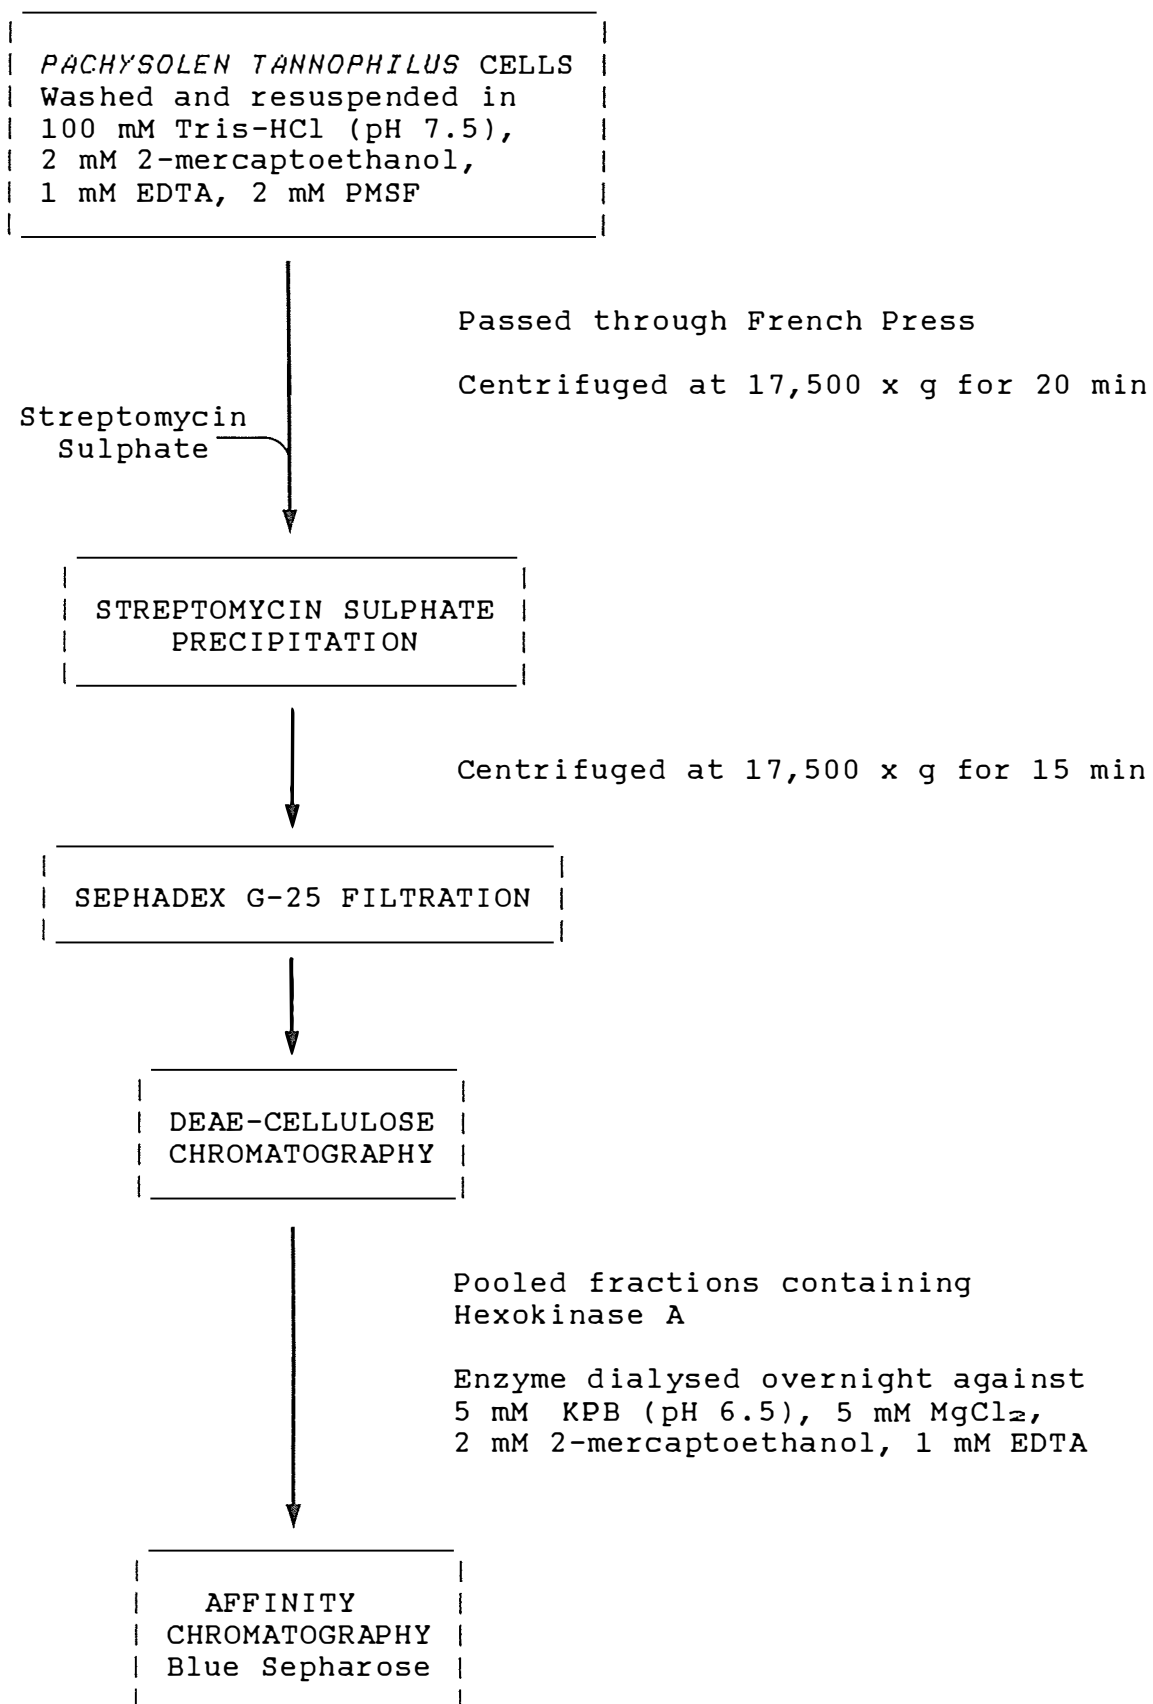 PACHYSOLEN TANNOPHILUS CELLS
Washed and resuspended in
100 mM Tris-HCl (pH 7.5),
2 mM 2-mercaptoethanol,
1 mM EDTA, 2 mM PMSF
Passed through French Press
Centrifuged at 17,500 x g for 20 min
Streptomycin
Sulphate
STREPTOMYCIN SULPHATE
PRECIPITATION
Centrifuged at 17,500 x g for 15 min
SEPHADEX G-25 FILTRATION
DEAE-CELLULOSE
CHROMATOGRAPHY
Pooled fractions containing
Hexokinase A
Enzyme dialysed overnight against
5 mM KPB (pH 6.5), 5 mM MgCl₂,
2 mM 2-mercaptoethanol, 1 mM EDTA
AFFINITY
CHROMATOGRAPHY
Blue Sepharose